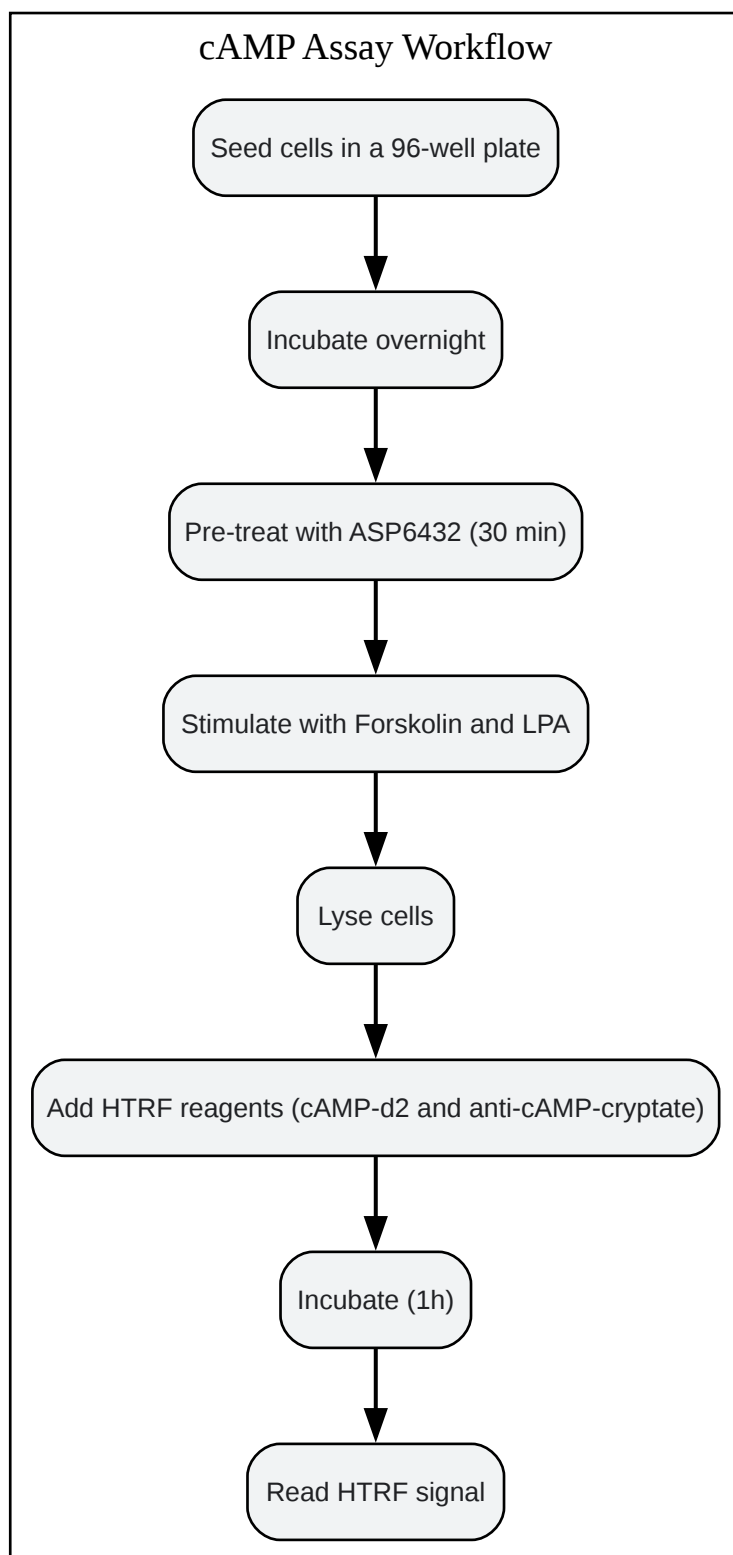 cAMP Assay Workflow
Seed cells in a 96-well plate
Incubate overnight
Pre-treat with ASP6432 (30 min)
Stimulate with Forskolin and LPA
Lyse cells
Add HTRF reagents (cAMP-d2 and anti-cAMP-cryptate)
Incubate (1h)
Read HTRF signal